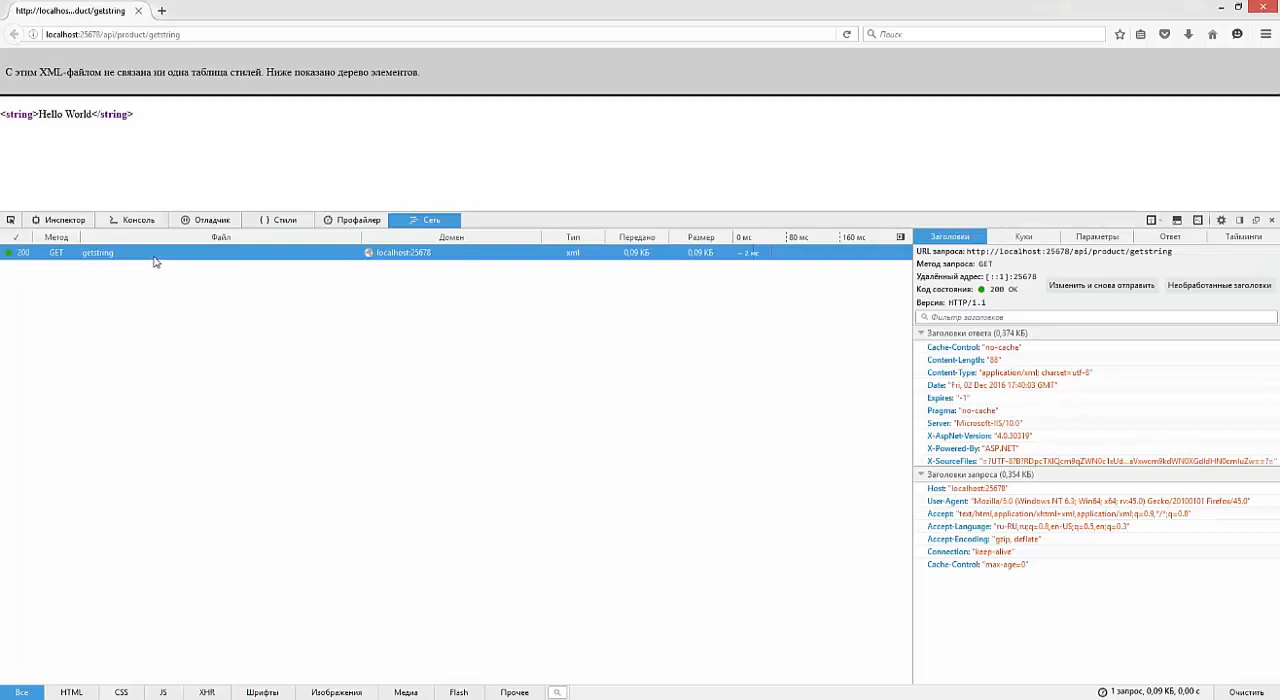 http://localhos...duct/getstring
localhost:25678/api/product/getstring
Поиск
С этим XML-файлом не связана ни одна таблица стилей. Ниже показано дерево элементов.
<string>Hello World</string>
Инспектор Консоль Отладчик { } Стили Профайлер Сеть
✓ Метод Файл Домен Тип Передано Размер 0 мс 80 мс 160 мс
200 GET getstring localhost:25678 xml 0,09 КБ 0,09 КБ → 2 мс
Заголовки Куки Параметры Ответ Тайминги
URL запроса: http://localhost:25678/api/product/getstring
Метод запроса: GET
Удалённый адрес: [::1]:25678
Код состояния: 200 OK
Изменить и снова отправить Необработанные заголовки
Версия: HTTP/1.1
Фильтр заголовков
Заголовки ответа (0,374 КБ)
Cache-Control: "no-cache"
Content-Length: "88"
Content-Type: "application/xml; charset=utf-8"
Date: "Fri, 02 Dec 2016 17:40:03 GMT"
Expires: "-1"
Pragma: "no-cache"
Server: "Microsoft-IIS/10.0"
X-AspNet-Version: "4.0.30319"
X-Powered-By: "ASP.NET"
X-SourceFiles:
Заголовки запроса (0,354 КБ)
Host: "localhost:25678"
User-Agent: "Mozilla/5.0 (Windows NT 6.3; Win64; x64; rv:45.0) Gecko/20100101 Firefox/45.0"
Accept: "text/html,application/xhtml+xml,application/xml;q=0.9,*/*;q=0.8"
Accept-Language: "ru-RU,ru;q=0.8,en-US;q=0.5,en;q=0.3"
Accept-Encoding: "gzip, deflate"
Connection: "keep-alive"
Cache-Control: "max-age=0"
Все HTML CSS JS XHR Шрифты Изображения Медиа Flash Прочее
1 запрос, 0,09 КБ, 0,00 с Очистить